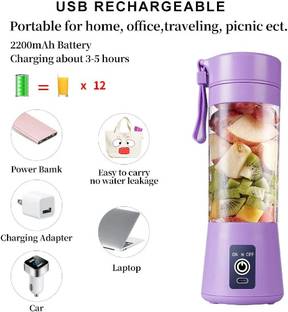 USB RECHARGEABLE
Portable for home, office,traveling, picnic ect.
2200mAh Battery
Charging about 3-5 hours
= x 12
Power Bamk
Easy to carry
no water leakage
Charging Adapter
Laptop
Car
ON OFF